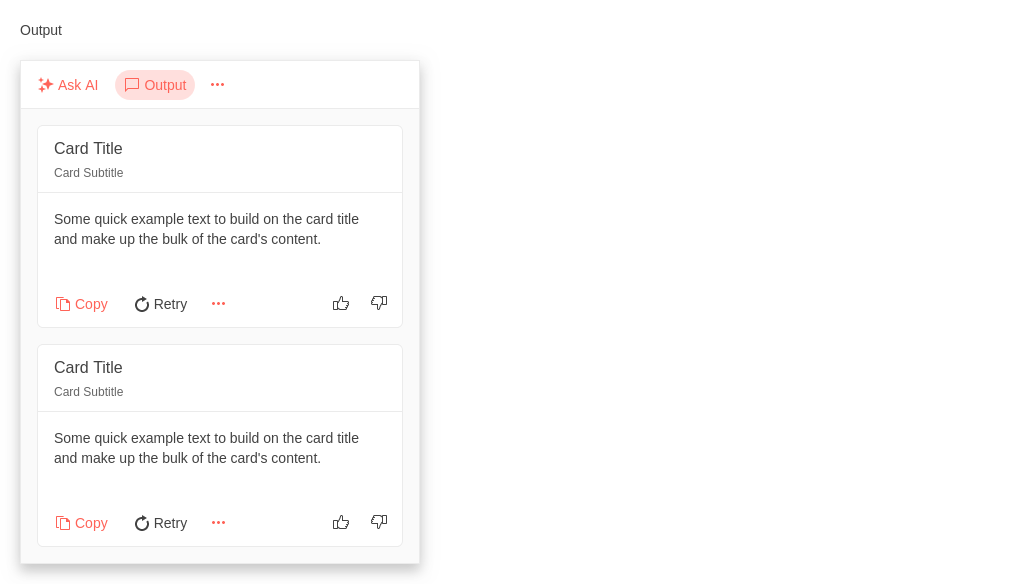 Output
Ask AI Output
Card Title
Card Subtitle
Some quick example text to build on the card title
and make up the bulk of the card's content.
Copy Retry
Card Title
Card Subtitle
Some quick example text to build on the card title
and make up the bulk of the card's content.
Copy Retry